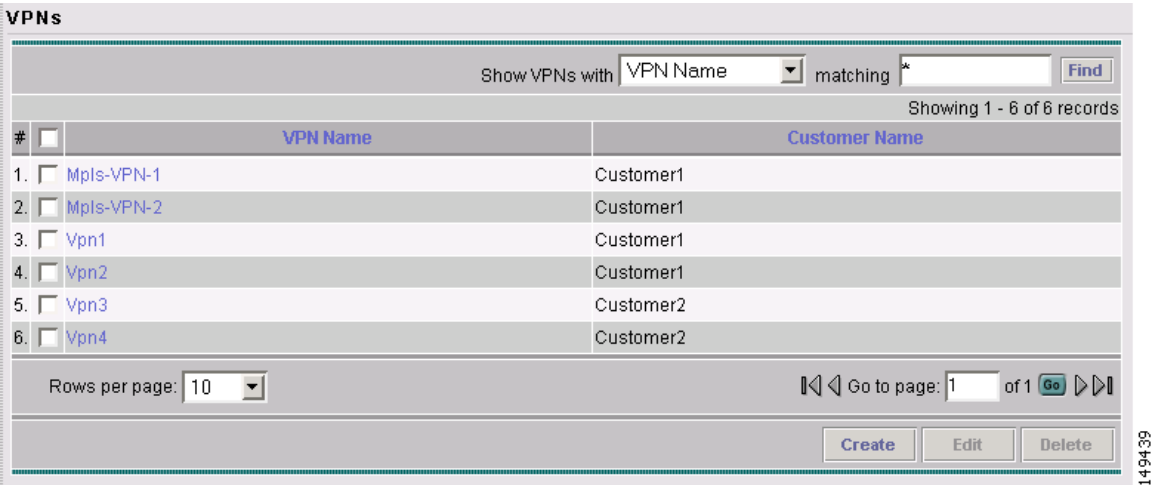 VPNs
Show VPNs with VPN Name matching * Find
Showing 1 - 6 of 6 records
# VPN Name Customer Name
1. Mpls-VPN-1 Customer1
2. Mpls-VPN-2 Customer1
3. Vpn1 Customer1
4. Vpn2 Customer1
5. Vpn3 Customer2
6. Vpn4 Customer2
Rows per page: 10 Go to page: 1 of 1 Go
Create Edit Delete
149439